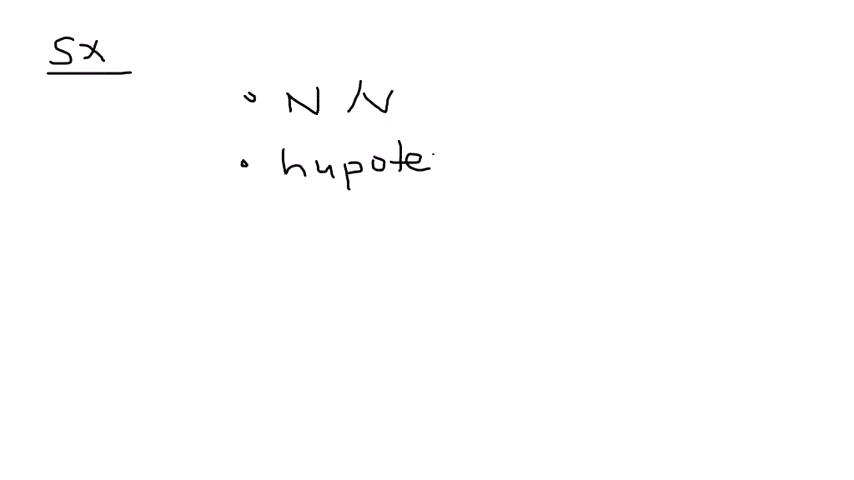 Sx
• N/V
• hupote